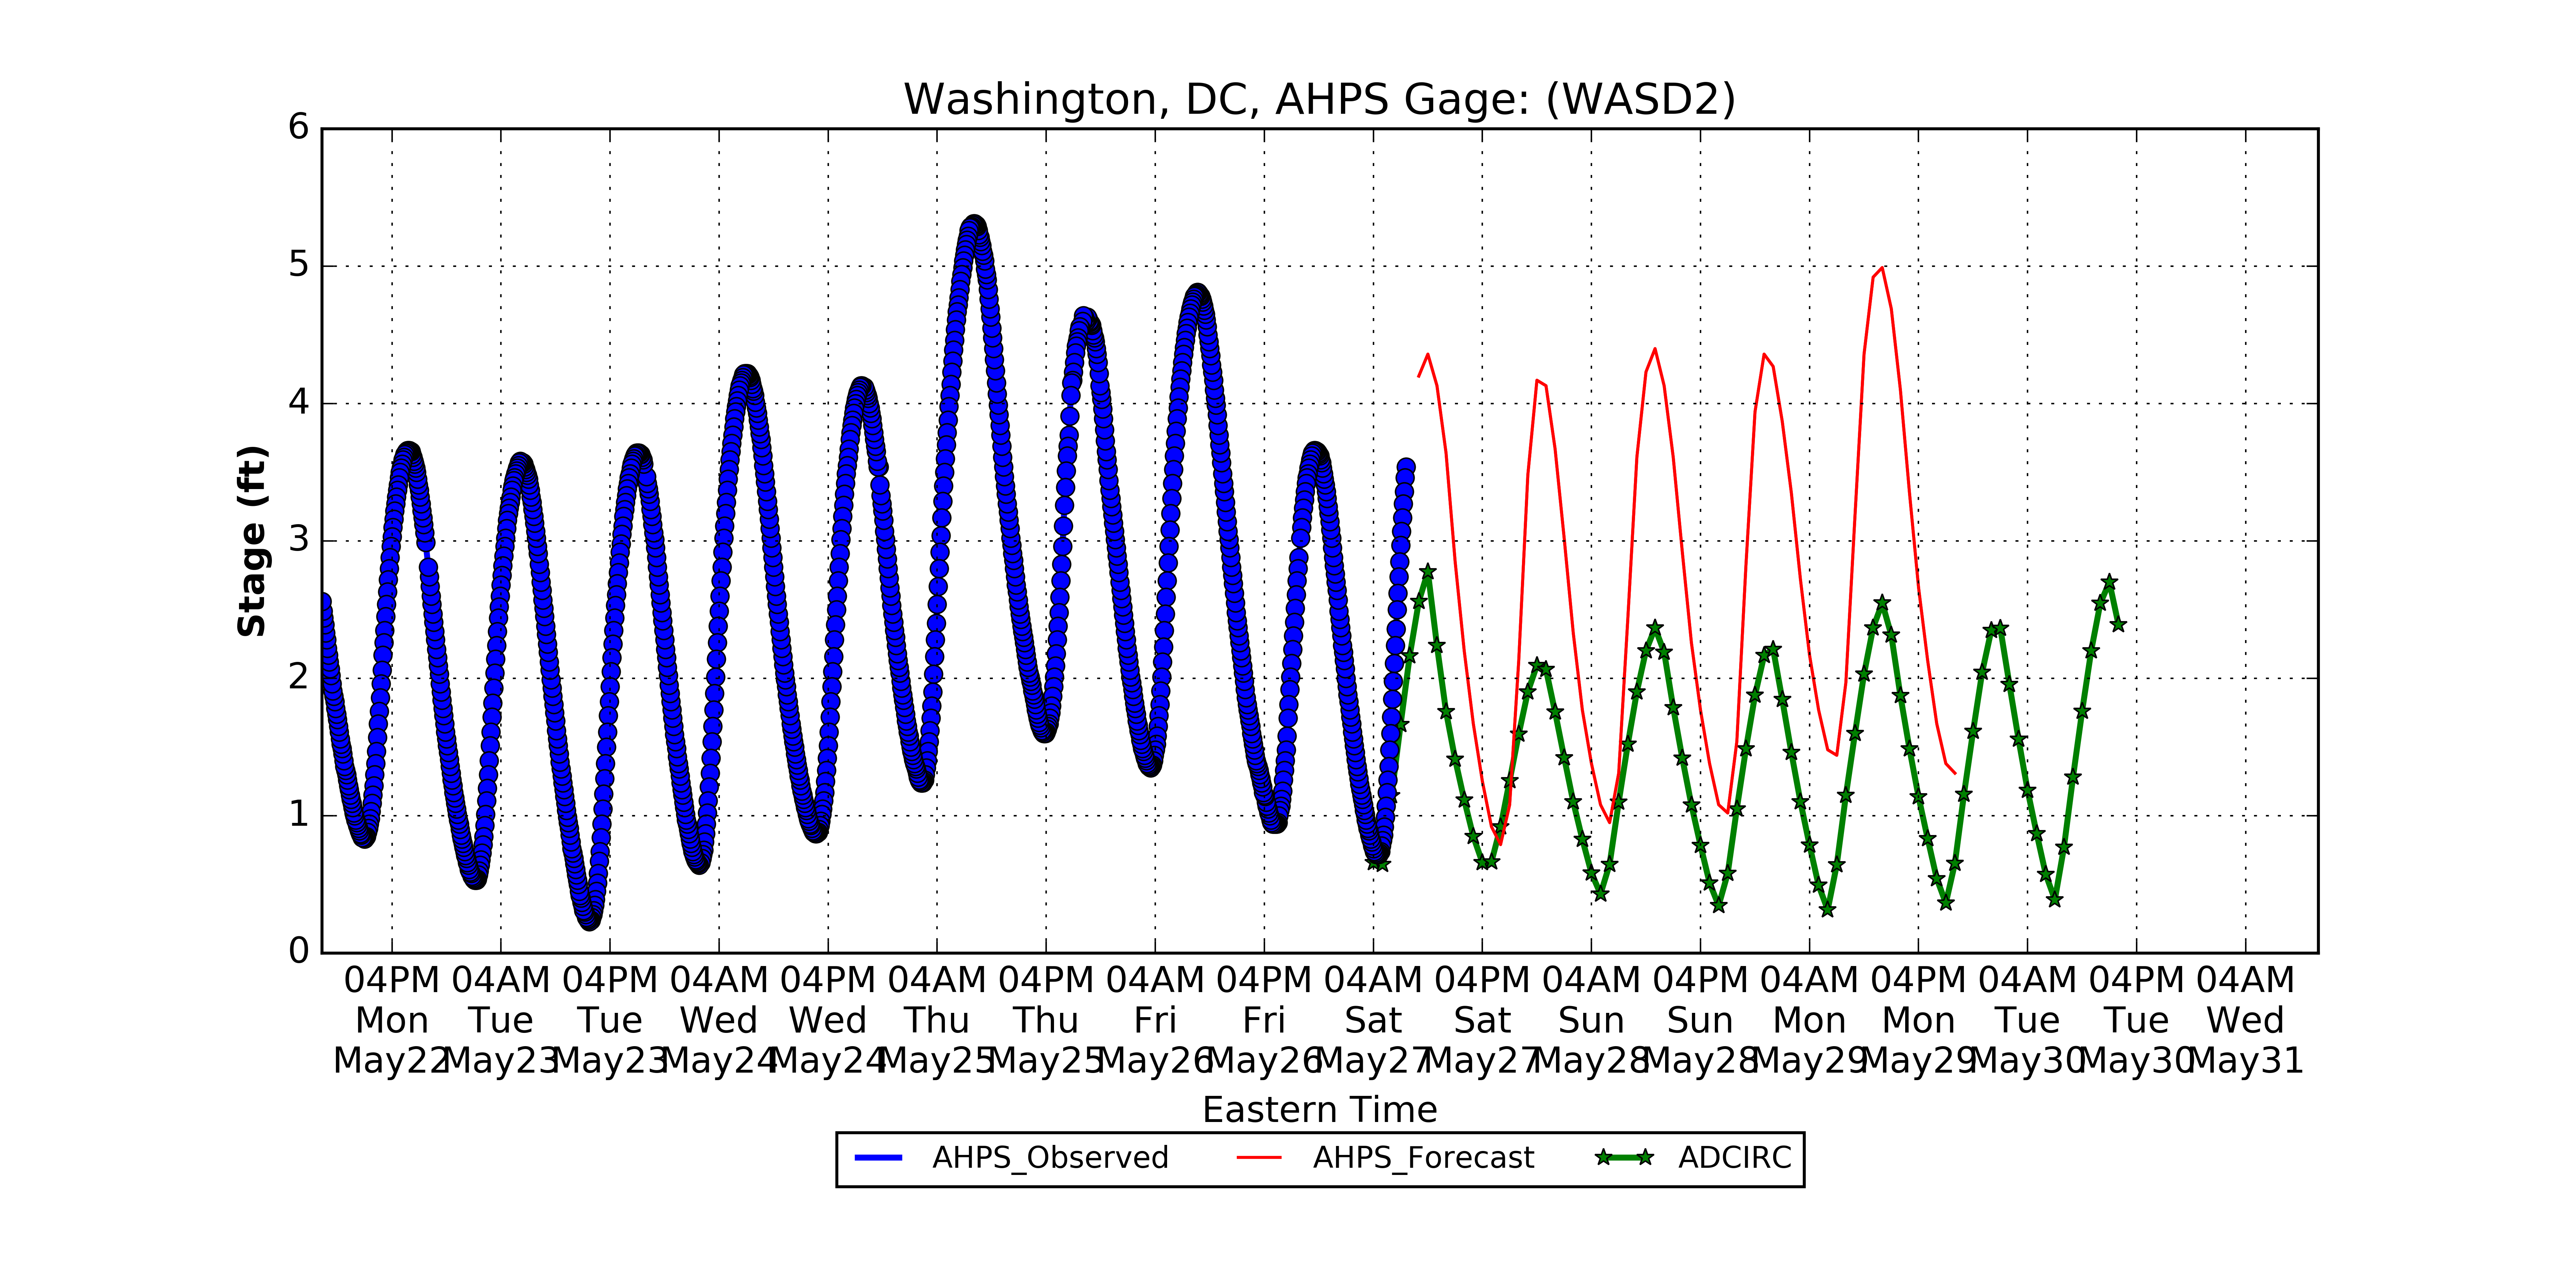 Washington, DC, AHPS Gage: (WASD2)
6
5
4
3
2
1
0
Stage (ft)
04PM 04AM 04PM 04AM 04PM 04AM 04PM 04AM 04PM 04AM 04PM 04AM 04PM 04AM 04PM 04AM 04PM 04AM
Mon Tue Tue Wed Wed Thu Thu Fri Fri Sat Sat Sun Sun Mon Mon Tue Tue Wed
May22 May23 May23 May24 May24 May25 May25 May26 May26 May27 May27 May28 May28 May29 May29 May30 May30 May31
Eastern Time
AHPS_Observed AHPS_Forecast ADCIRC